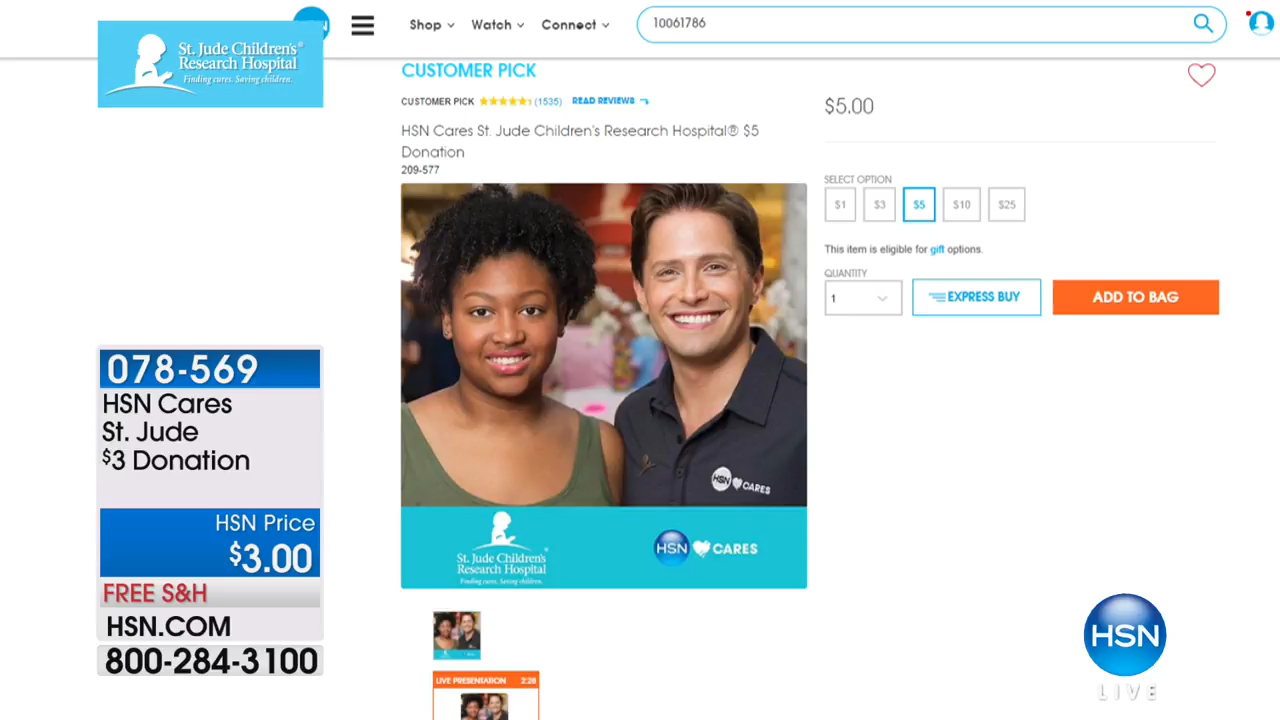 St. Jude Children's®
Research Hospital
Finding cures. Saving children.
Shop
Watch
Connect
10061786
CUSTOMER PICK
CUSTOMER PICK
(1535)
READ REVIEWS
HSN Cares St. Jude Children's Research Hospital® $5
Donation
209-577
$5.00
SELECT OPTION
$1
$3
$5
$10
$25
This item is eligible for gift options.
QUANTITY
1
EXPRESS BUY
ADD TO BAG
HSN CARES
St. Jude Children's®
Research Hospital
Finding cures. Saving children.
HSN CARES
LIVE PRESENTATION 2:28
078-569
HSN Cares
St. Jude
$3 Donation
HSN Price
$3.00
FREE S&H
HSN.COM
800-284-3100
HSN
LIVE